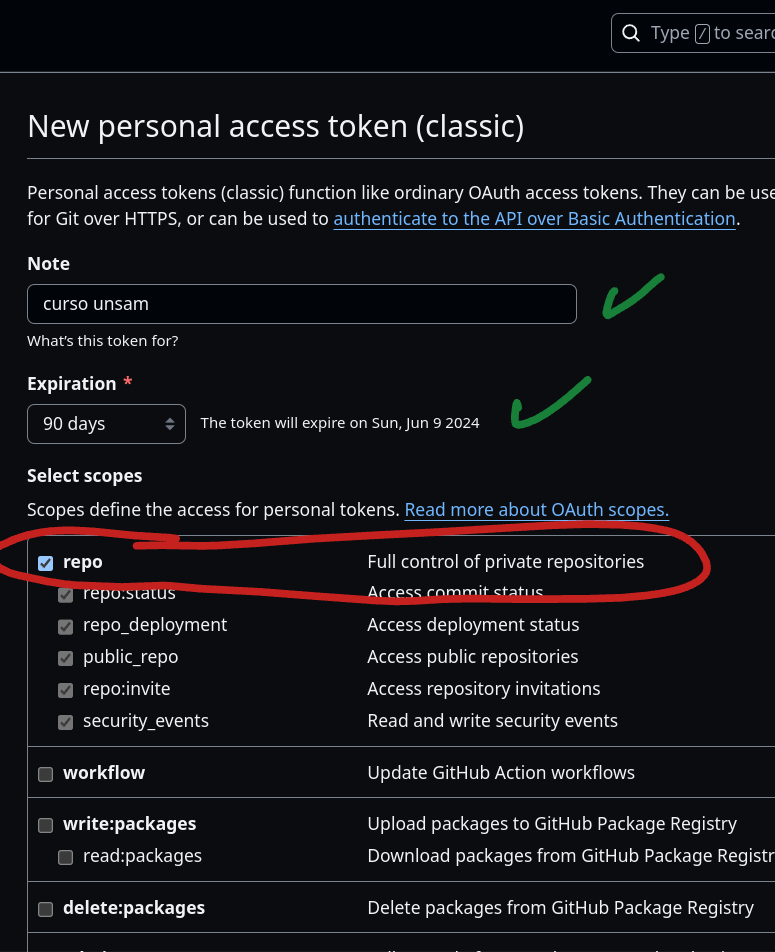 Type / to searc
New personal access token (classic)
Personal access tokens (classic) function like ordinary OAuth access tokens. They can be use
for Git over HTTPS, or can be used to authenticate to the API over Basic Authentication.
Note
curso unsam
What's this token for?
Expiration *
90 days The token will expire on Sun, Jun 9 2024
Select scopes
Scopes define the access for personal tokens. Read more about OAuth scopes.
repo Full control of private repositories
repo:status Access commit status
repo_deployment Access deployment status
public_repo Access public repositories
repo:invite Access repository invitations
security_events Read and write security events
workflow Update GitHub Action workflows
write:packages Upload packages to GitHub Package Registry
read:packages Download packages from GitHub Package Registr
delete:packages Delete packages from GitHub Package Registry